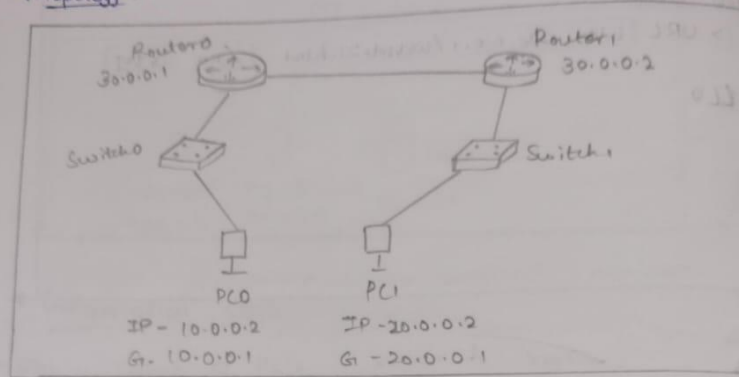 Topology
Router0
30.0.0.1
Router1
30.0.0.2
Switch0
Switch1
PC0
PC1
IP - 10.0.0.2
IP - 20.0.0.2
G - 10.0.0.1
G - 20.0.0.1